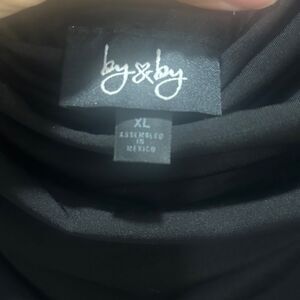 by & by
XL
ASSEMBLED
IN
MEXICO